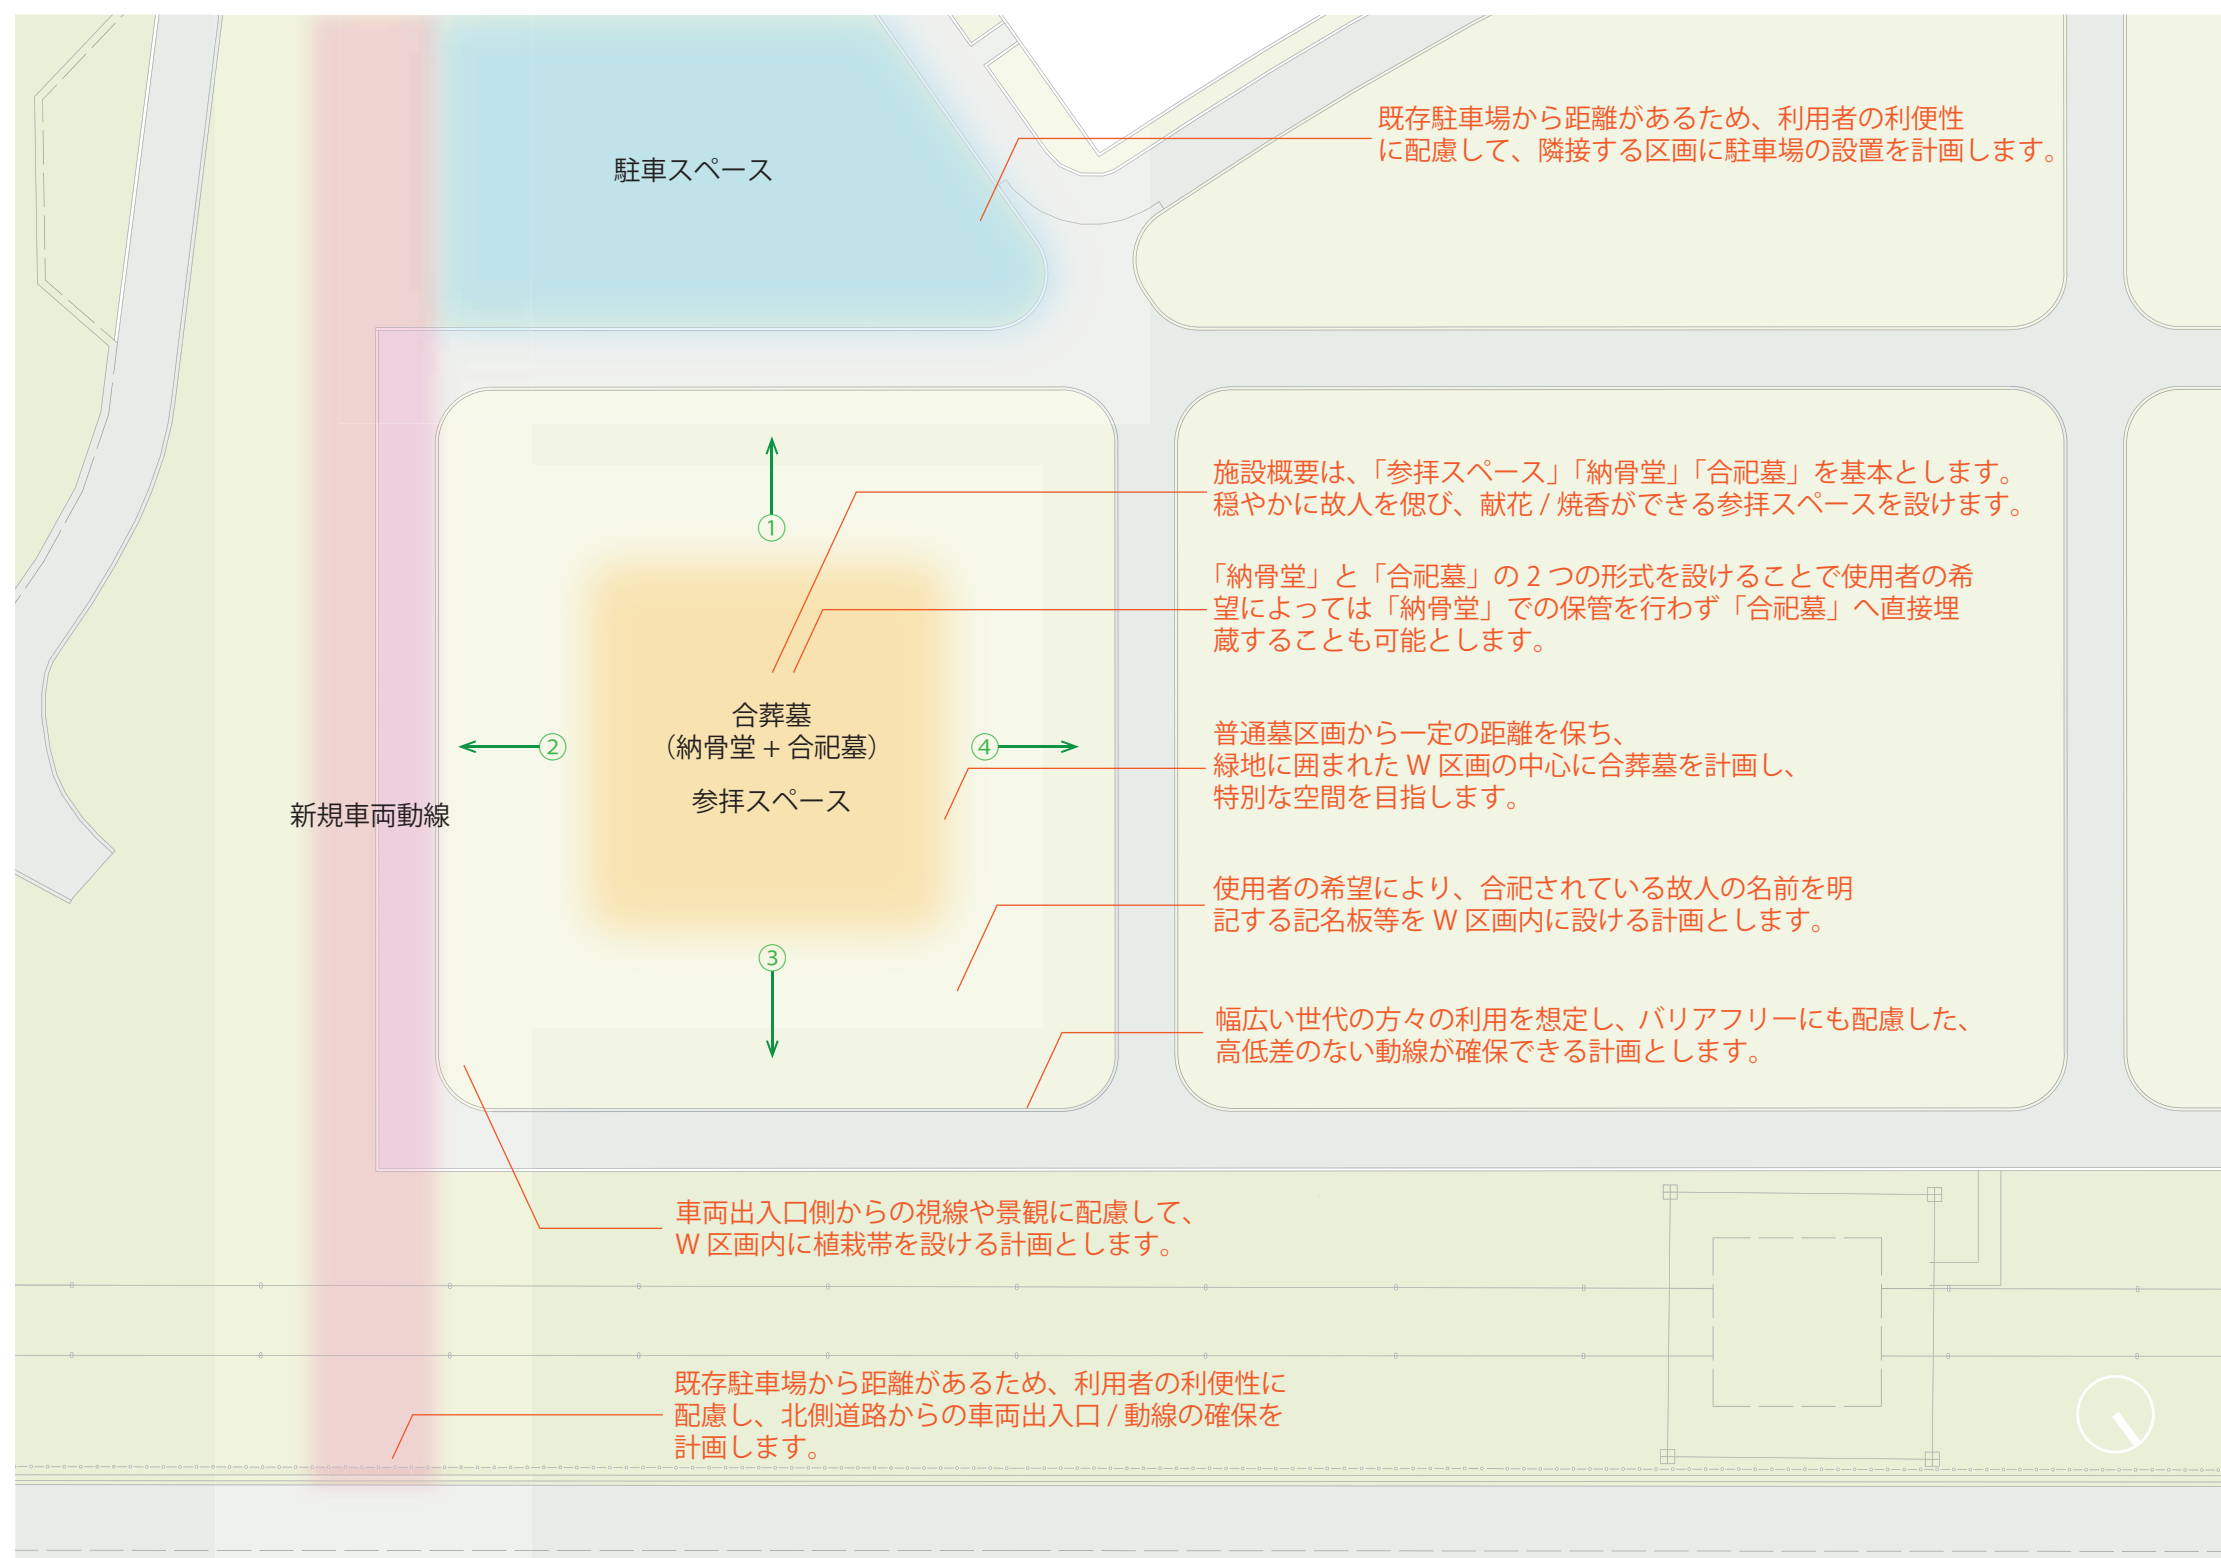 既存駐車場から距離があるため、利用者の利便性
に配慮して、隣接する区画に駐車場の設置を計画します。
駐車スペース
施設概要は、「参拝スペース」「納骨堂」「合祀墓」を基本とします。
穏やかに故人を偲び、献花 / 焼香ができる参拝スペースを設けます。
①
「納骨堂」と「合祀墓」の 2 つの形式を設けることで使用者の希
望によっては「納骨堂」での保管を行わず「合祀墓」へ直接埋
蔵することも可能とします。
合葬墓
（納骨堂 + 合祀墓）
参拝スペース
②
④
新規車両動線
普通墓区画から一定の距離を保ち、
緑地に囲まれた W 区画の中心に合葬墓を計画し、
特別な空間を目指します。
使用者の希望により、合祀されている故人の名前を明
記する記名板等を W 区画内に設ける計画とします。
③
幅広い世代の方々の利用を想定し、バリアフリーにも配慮した、
高低差のない動線が確保できる計画とします。
車両出入口側からの視線や景観に配慮して、
W 区画内に植栽帯を設ける計画とします。
既存駐車場から距離があるため、利用者の利便性に
配慮し、北側道路からの車両出入口 / 動線の確保を
計画します。